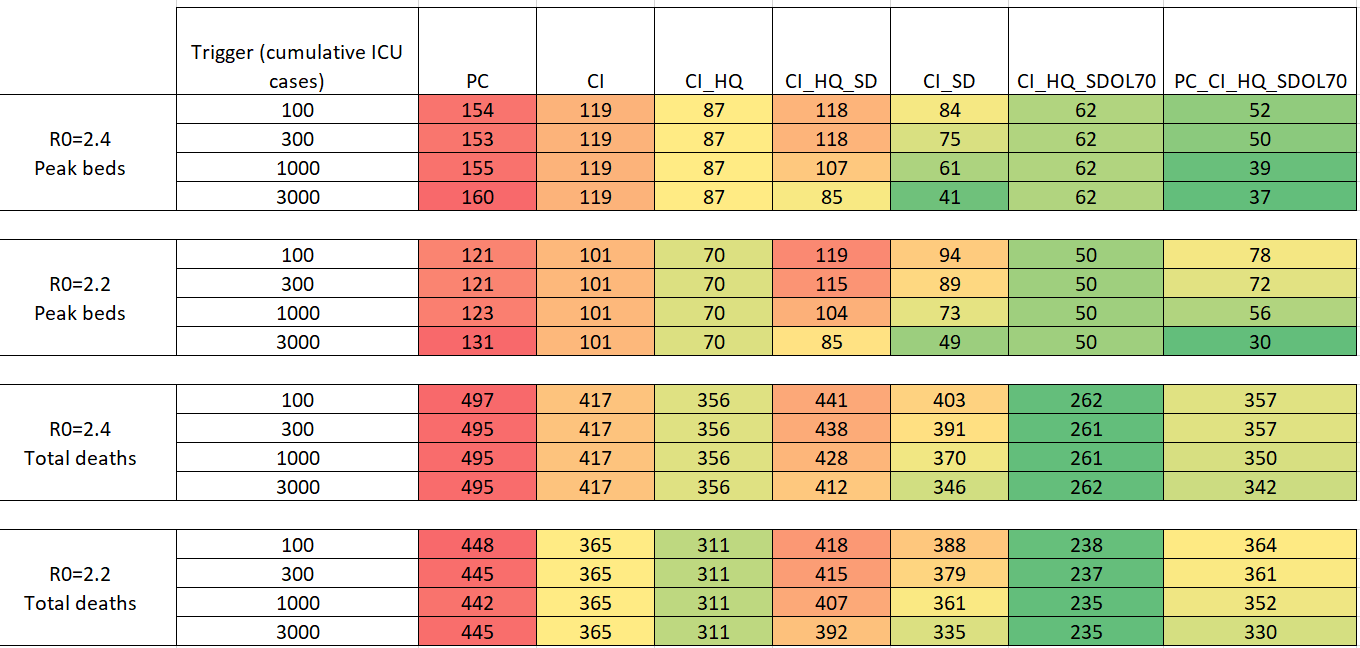 Trigger (cumulative ICU cases) PC CI CI_HQ CI_HQ_SD CI_SD CI_HQ_SDOL70 PC_CI_HQ_SDOL70
R0=2.4 Peak beds
100 154 119 87 118 84 62 52
300 153 119 87 118 75 62 50
1000 155 119 87 107 61 62 39
3000 160 119 87 85 41 62 37
R0=2.2 Peak beds
100 121 101 70 119 94 50 78
300 121 101 70 115 89 50 72
1000 123 101 70 104 73 50 56
3000 131 101 70 85 49 50 30
R0=2.4 Total deaths
100 497 417 356 441 403 262 357
300 495 417 356 438 391 261 357
1000 495 417 356 428 370 261 350
3000 495 417 356 412 346 262 342
R0=2.2 Total deaths
100 448 365 311 418 388 238 364
300 445 365 311 415 379 237 361
1000 442 365 311 407 361 235 352
3000 445 365 311 392 335 235 330